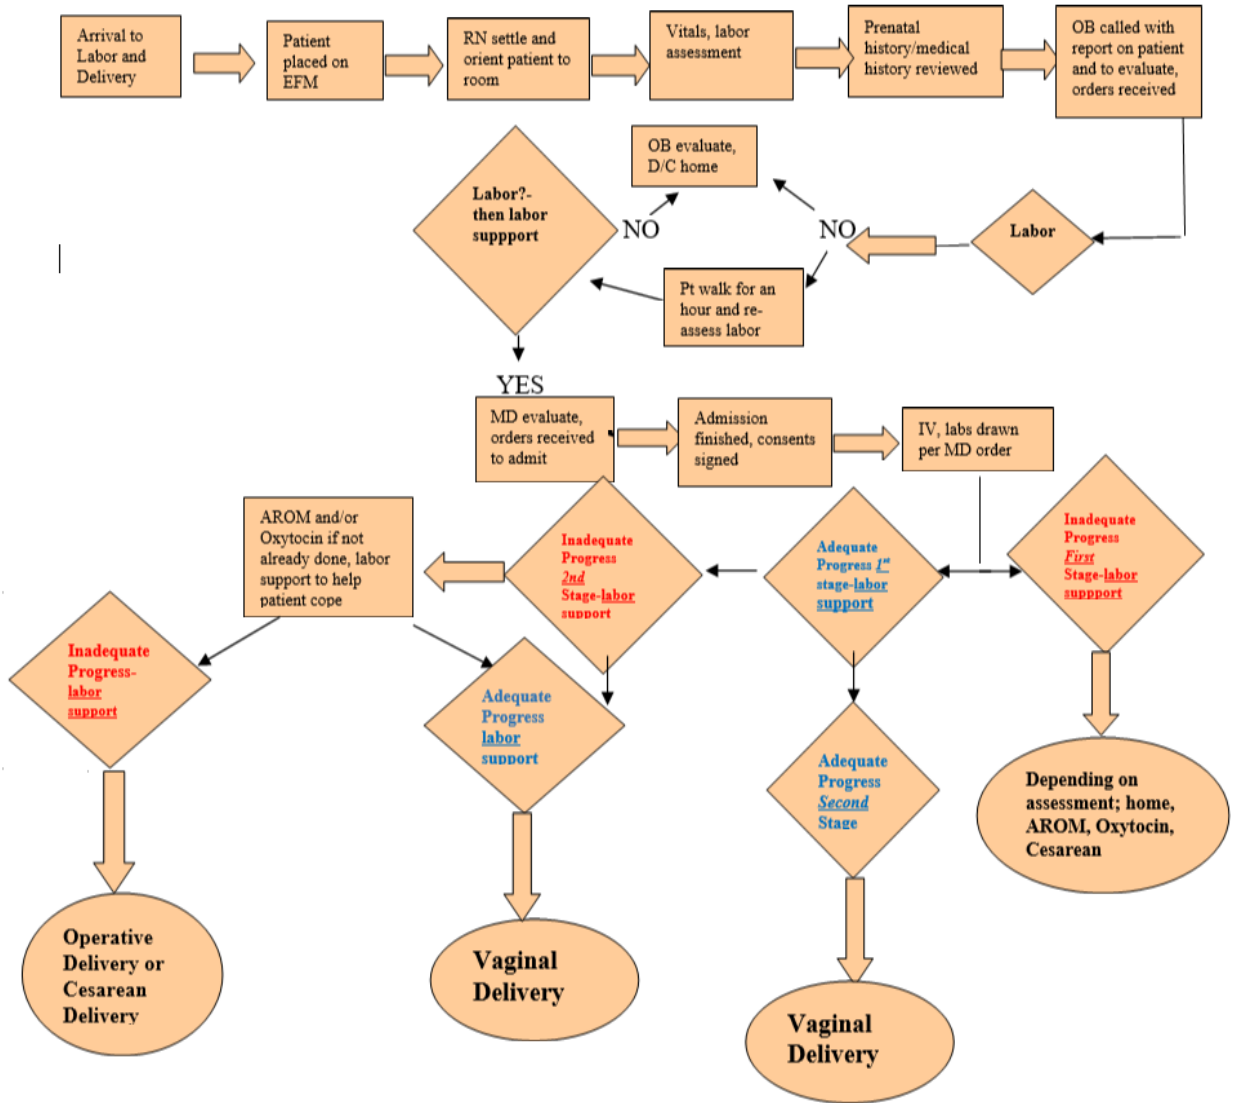 Arrival to
Labor and
Delivery
Patient
placed on
EFM
RN settle and
orient patient to
room
Vitals, labor
assessment
Prenatal
history/medical
history reviewed
OB called with
report on patient
and to evaluate,
orders received
OB evaluate,
D/C home
Labor?-
then labor
suppport
NO
NO
Labor
Pt walk for an
hour and re-
assess labor
YES
MD evaluate,
orders received
to admit
Admission
finished, consents
signed
IV, labs drawn
per MD order
AROM and/or
Oxytocin if not
already done, labor
support to help
patient cope
Inadequate
Progress
2nd
Stage-labor
support
Adequate
Progress 1st
stage-labor
support
Inadequate
Progress
First
Stage-labor
suppport
Inadequate
Progress-
labor
support
Adequate
Progress
labor
support
Adequate
Progress
Second
Stage
Depending on
assessment; home,
AROM, Oxytocin,
Cesarean
Operative
Delivery or
Cesarean
Delivery
Vaginal
Delivery
Vaginal
Delivery